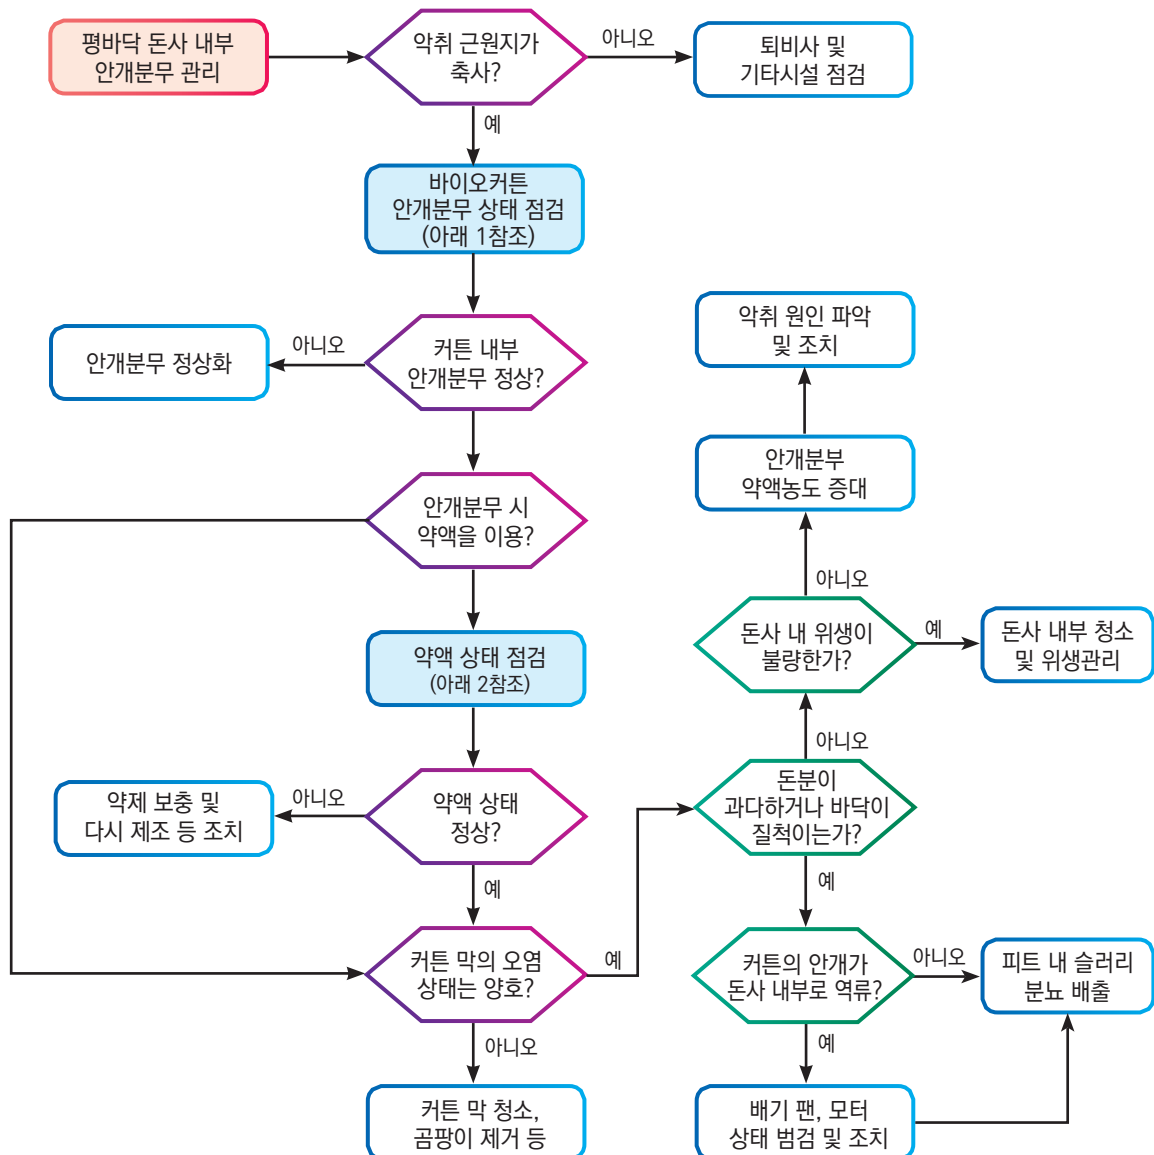 평바닥 돈사 내부
안개분무 관리
악취 근원지가
축사?
아니오
퇴비사 및
기타시설 점검
예
바이오커튼
안개분무 상태 점검
(아래 1참조)
커튼 내부
안개분무 정상?
아니오
안개분무 정상화
안개분무 시
약액을 이용?
약액 상태 점검
(아래 2참조)
약액 상태
정상?
아니오
약제 보충 및
다시 제조 등 조치
예
커튼 막의 오염
상태는 양호?
예
아니오
커튼 막 청소,
곰팡이 제거 등
돈분이
과다하거나 바닥이
질척이는가?
아니오
돈사 내 위생이
불량한가?
예
돈사 내부 청소
및 위생관리
아니오
안개분부
약액농도 증대
악취 원인 파악
및 조치
예
커튼의 안개가
돈사 내부로 역류?
아니오
피트 내 슬러리
분뇨 배출
예
배기 팬, 모터
상태 범검 및 조치